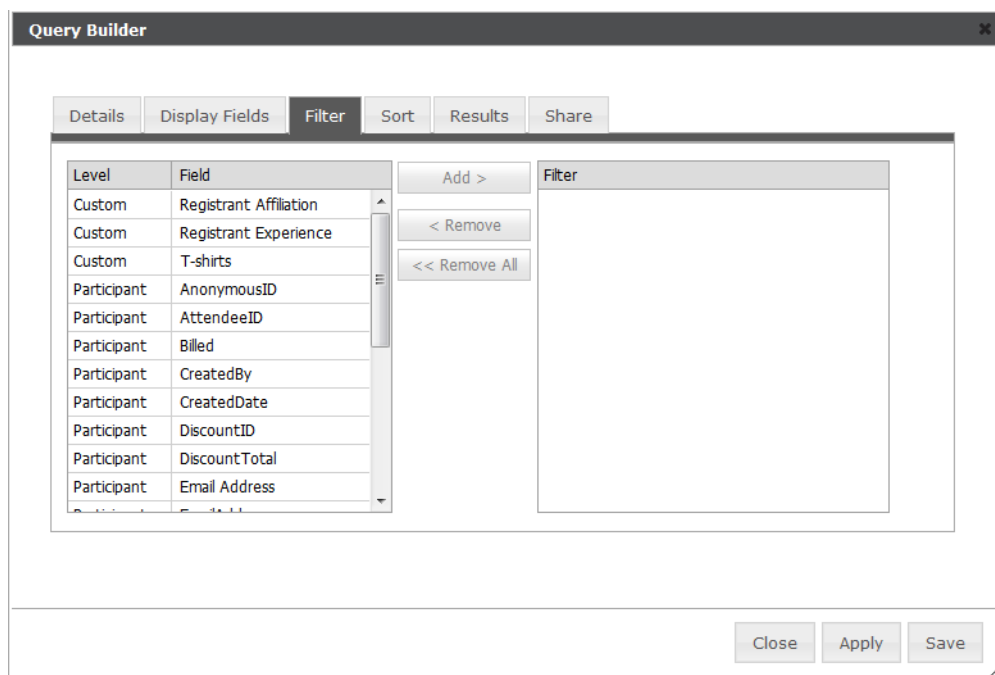 Query Builder
Details Display Fields Filter Sort Results Share
Level Field Add > Filter
Custom Registrant Affiliation
Custom Registrant Experience < Remove
Custom T-shirts << Remove All
Participant AnonymousID
Participant AttendeeID
Participant Billed
Participant CreatedBy
Participant CreatedDate
Participant DiscountID
Participant DiscountTotal
Participant Email Address
Close Apply Save